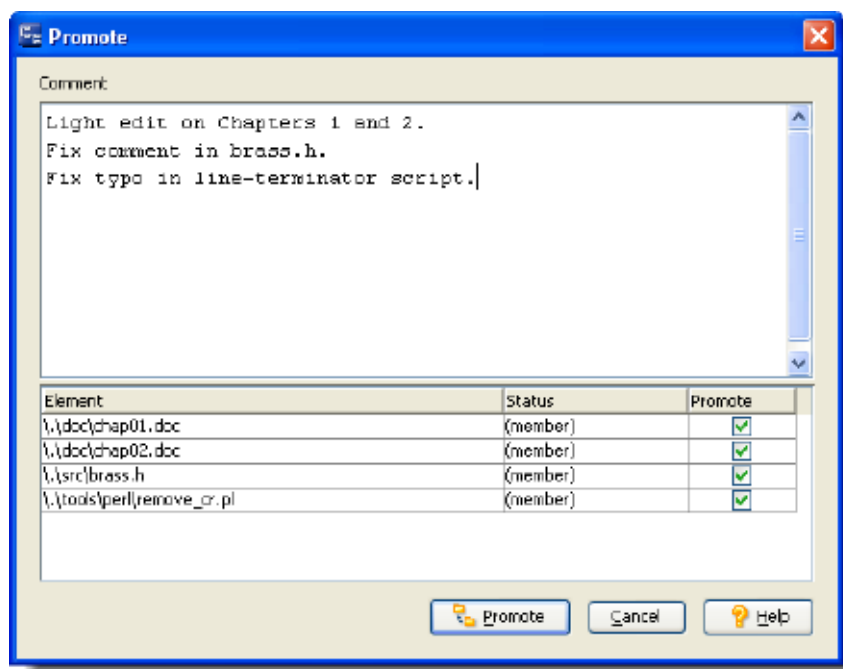 Promote
Comment
Light edit on Chapters 1 and 2.
Fix comment in brass.h.
Fix typo in line-terminator script.
Element Status Promote
\.\doc\chap01.doc (member)
\.\doc\chap02.doc (member)
\.\src\brass.h (member)
\.\tools\perl\remove_cr.pl (member)
Promote Cancel Help